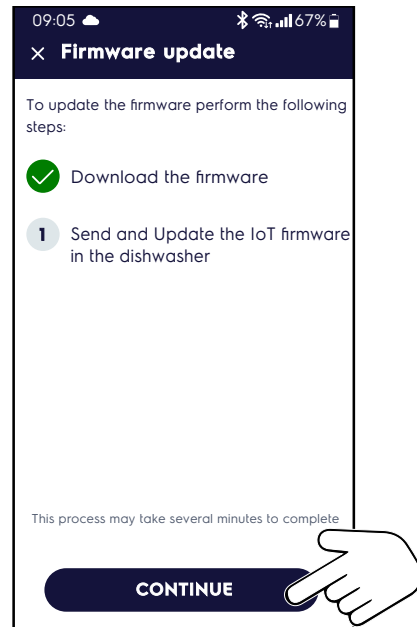 09:05 67%
× Firmware update
To update the firmware perform the following
steps:
Download the firmware
1 Send and Update the IoT firmware
in the dishwasher
This process may take several minutes to complete
CONTINUE